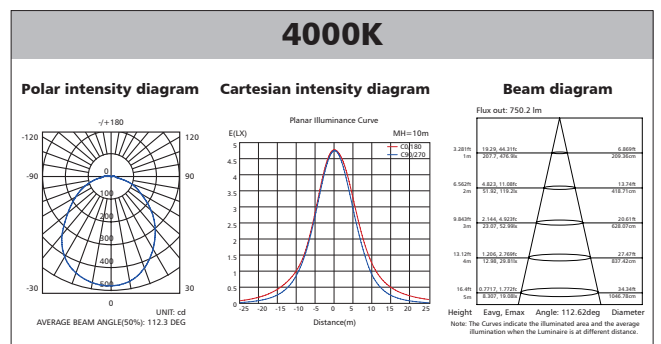 4000K
Polar intensity diagram
Cartesian intensity diagram
Beam diagram
-/+180
-120
120
-90
90
0
100
200
300
400
500
-30
30
0
UNIT: cd
AVERAGE BEAM ANGLE(50%): 112.3 DEG
Planar Illuminance Curve
E(LX)
MH=10m
C0/180
C90/270
5
4.5
4
3.5
3
2.5
2
1.5
1
0.5
0
-25 -20 -15 -10 -5 0 5 10 15 20 25
Distance(m)
Flux out: 750.2 lm
3.281ft 19.29, 44.31fc 6.869ft
1m 207.7, 476.9lx 209.36cm
6.562ft 4.823, 11.08fc 13.74ft
2m 51.92, 119.2lx 418.71cm
9.842ft 2.144, 4.923fc 20.61ft
3m 23.07, 52.99lx 628.07cm
13.12ft 1.206, 2.769fc 27.47ft
4m 12.98, 29.81lx 837.42cm
16.4ft 0.7717, 1.772fc 34.34ft
5m 8.307, 19.08lx 1046.78cm
Height Eavg, Emax Angle: 112.62deg Diameter
Note: The Curves indicate the illuminated area and the average
illumination when the Luminaire is at different distance.